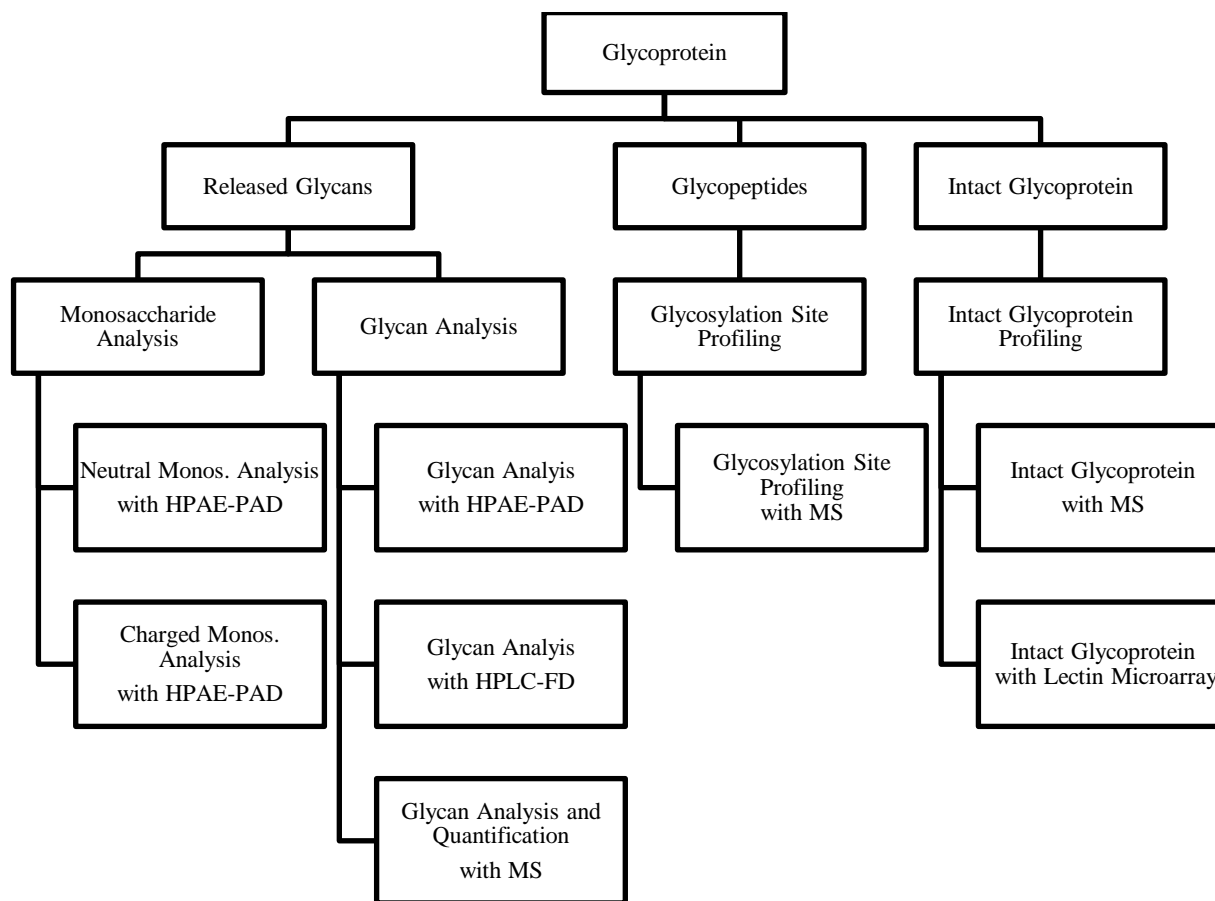 Glycoprotein
Released Glycans
Glycopeptides
Intact Glycoprotein
Monosaccharide
Analysis
Glycan Analysis
Glycosylation Site
Profiling
Intact Glycoprotein
Profiling
Neutral Monos. Analysis
with HPAE-PAD
Glycan Analyis
with HPAE-PAD
Glycosylation Site
Profiling
with MS
Intact Glycoprotein
with MS
Charged Monos.
Analysis
with HPAE-PAD
Glycan Analyis
with HPLC-FD
Intact Glycoprotein
with Lectin Microarray
Glycan Analysis and
Quantification
with MS